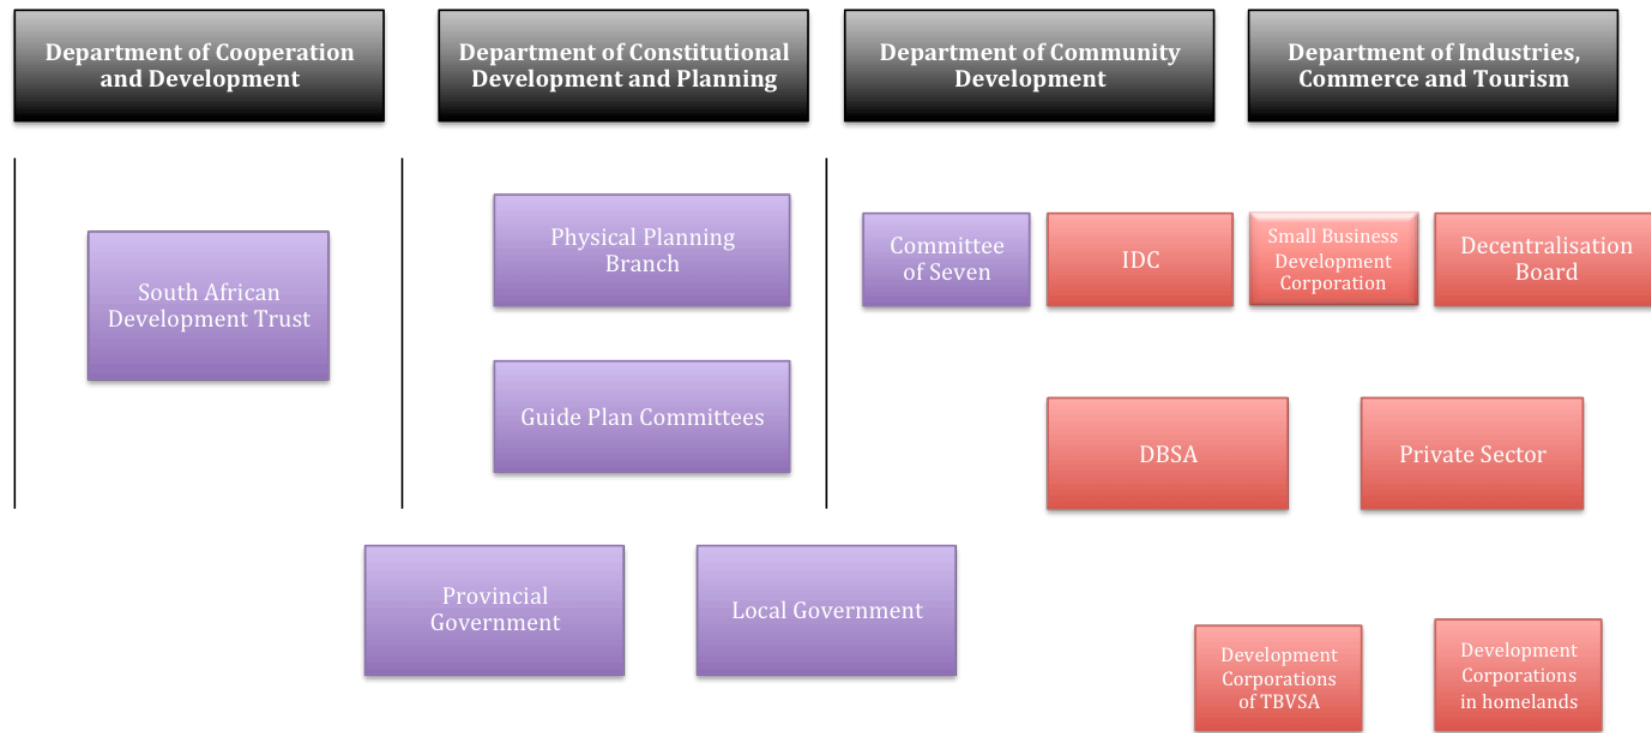 Department of Cooperation
and Development
Department of Constitutional
Development and Planning
Department of Community
Development
Department of Industries,
Commerce and Tourism
South African
Development Trust
Physical Planning
Branch
Guide Plan Committees
Committee
of Seven
IDC
Small Business
Development
Corporation
Decentralisation
Board
DBSA
Private Sector
Provincial
Government
Local Government
Development
Corporations
of TBVSA
Development
Corporations
in homelands